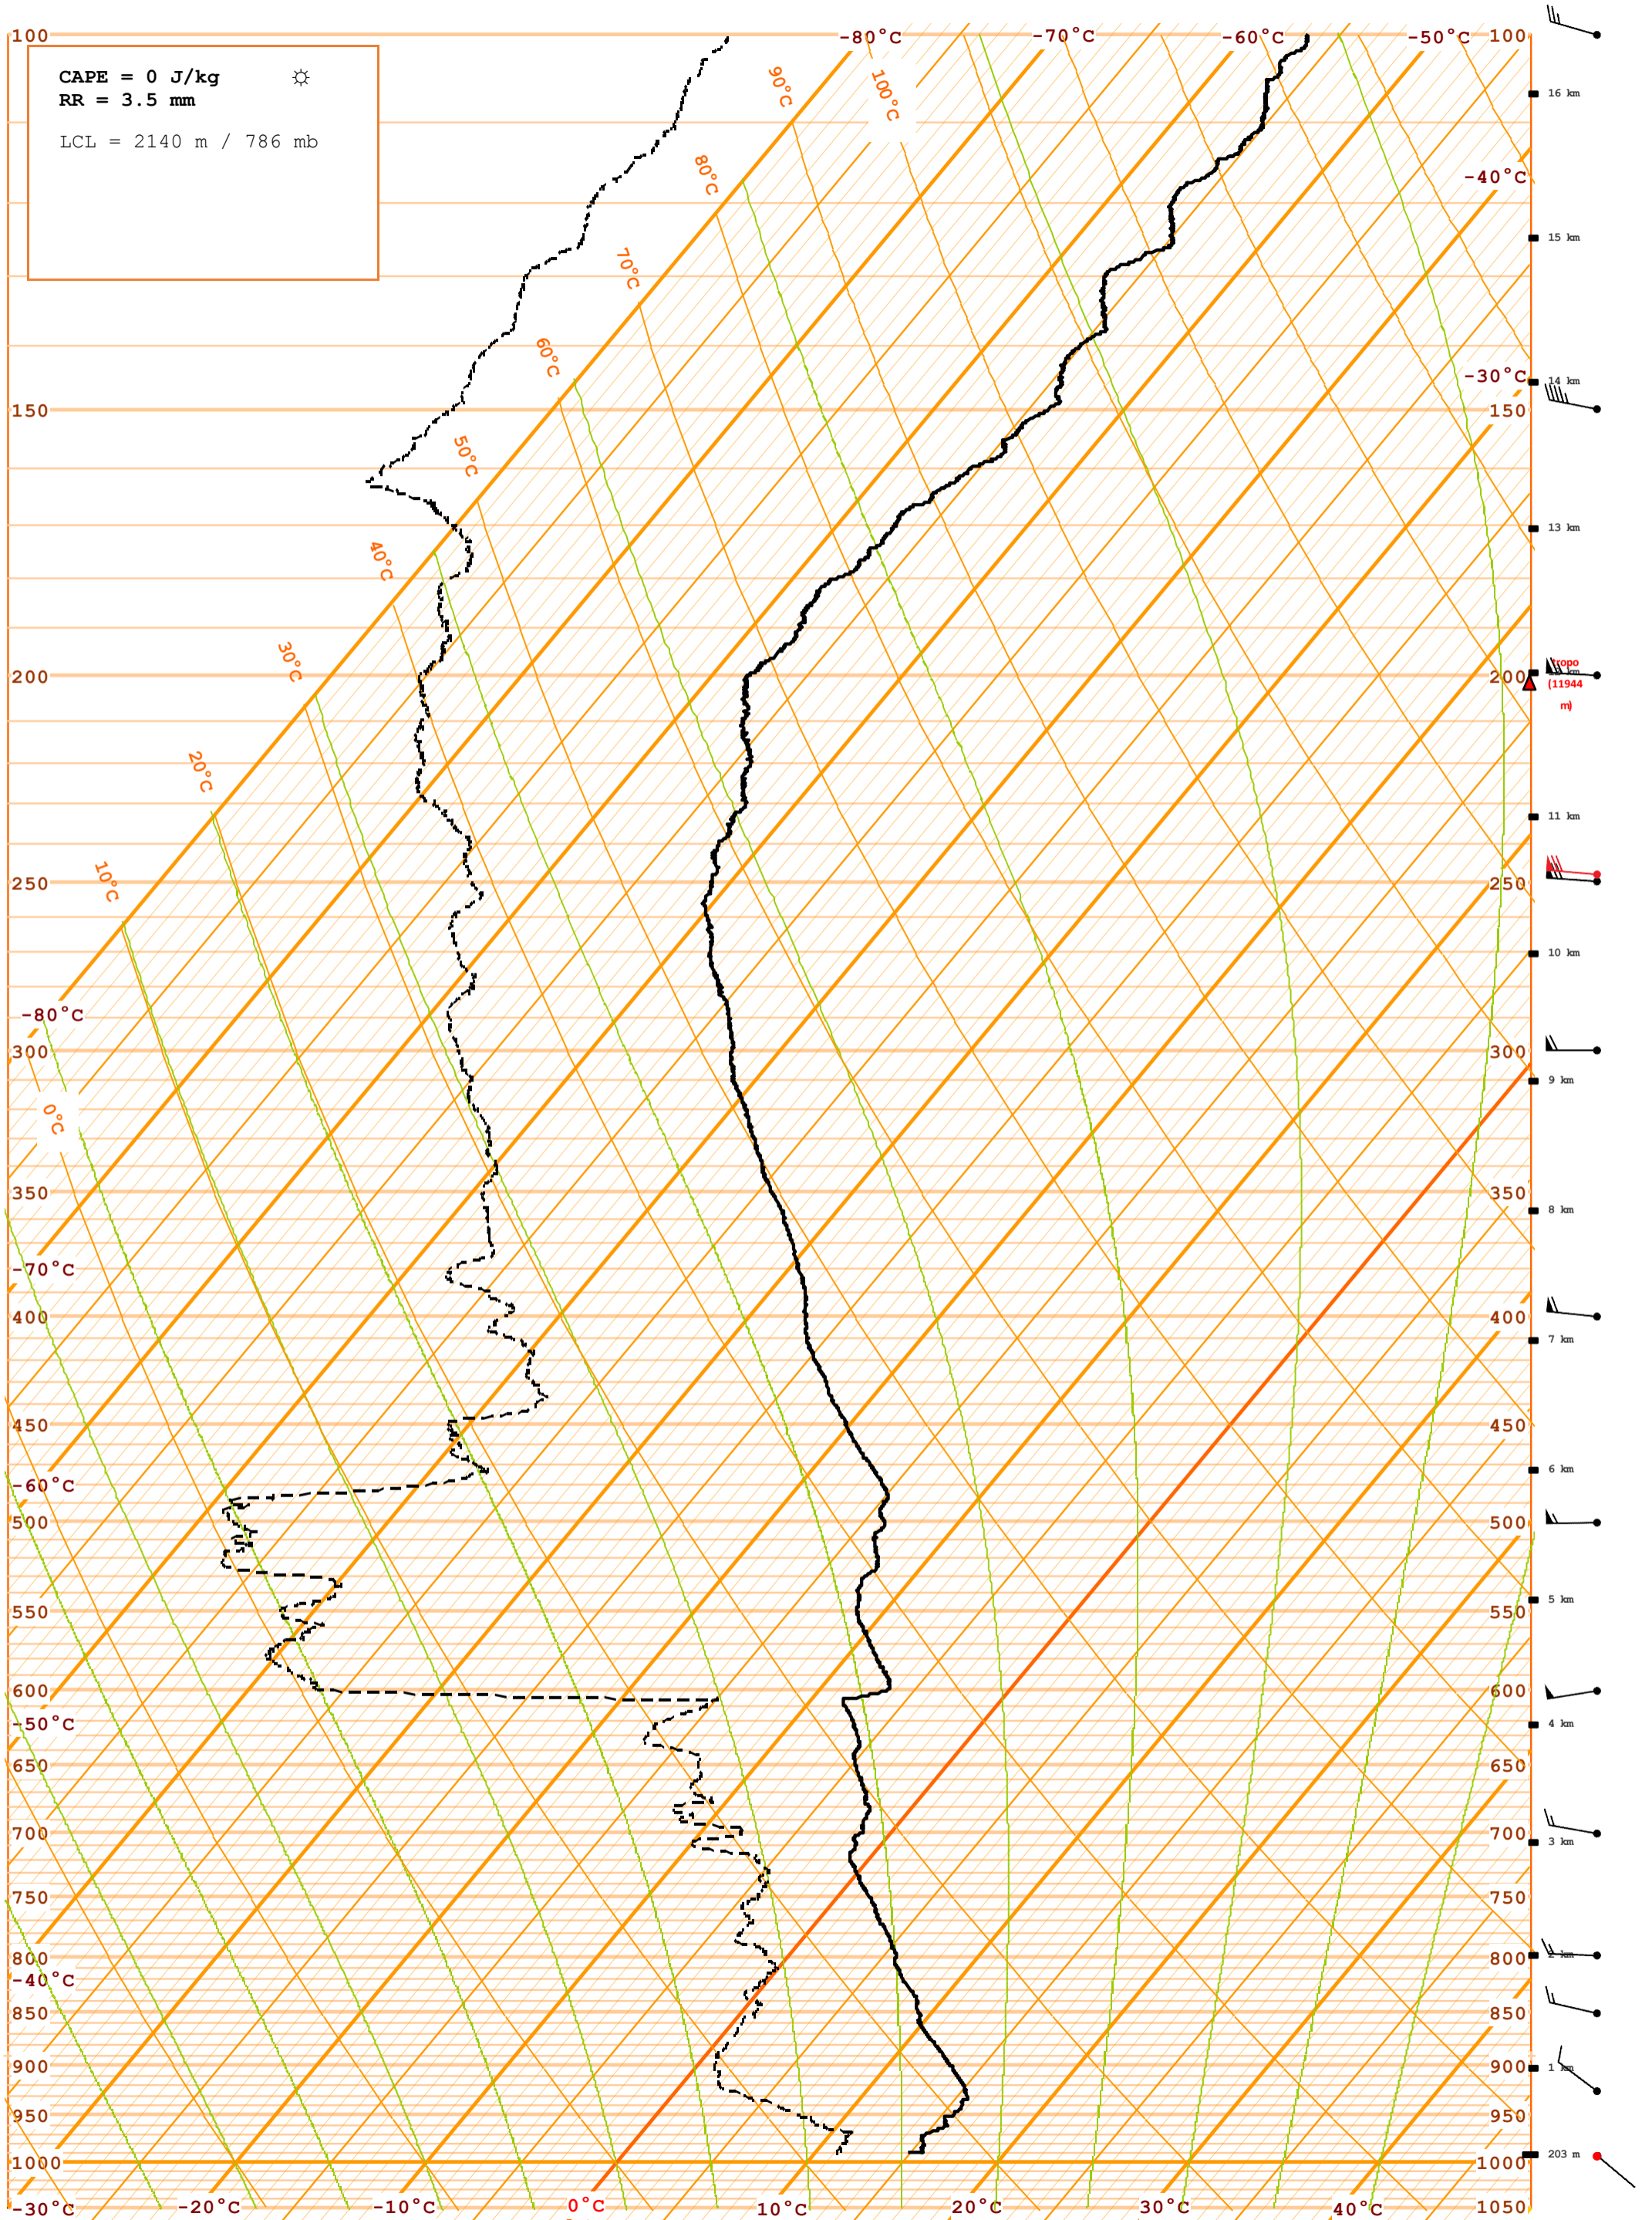 100 -80°C -70°C -60°C -50°C 100
CAPE = 0 J/kg ☼
RR = 3.5 mm
LCL = 2140 m / 786 mb
90°C 100°C
16 km
80°C
-40°C
15 km
70°C
60°C
-30°C 14 km
150 150
50°C
13 km
40°C
30°C
tropo
200 200
(11944
m)
20°C
11 km
10°C
250 250
10 km
-80°C
300 300
9 km
0°C
350 350
8 km
-70°C
400 400
7 km
450 450
6 km
-60°C
500 500
5 km
550 550
600 600
-50°C 4 km
650 650
700 700
3 km
750 750
800 800 2 km
-40°C
850 850
900 900 1 km
950 950
203 m
1000 1000
-30°C -20°C -10°C 0°C 10°C 20°C 30°C 40°C 1050